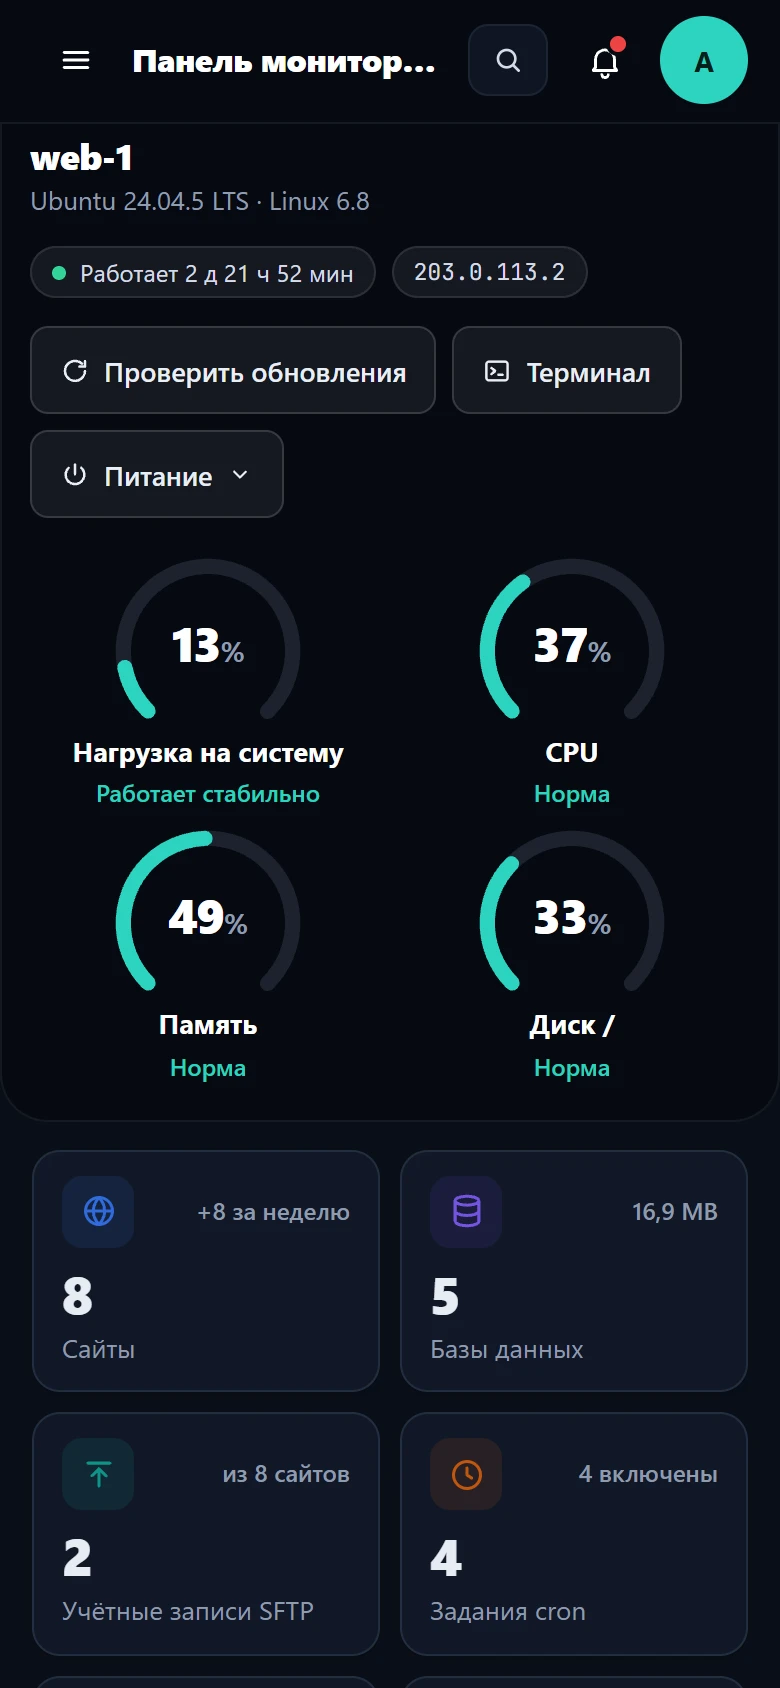 Панель монитор...
A
web-1
Ubuntu 24.04.5 LTS · Linux 6.8
Работает 2 д 21 ч 52 мин
203.0.113.2
Проверить обновления
Терминал
Питание
13%
37%
Нагрузка на систему
CPU
Работает стабильно
Норма
49%
33%
Память
Диск /
Норма
Норма
+8 за неделю
16,9 MB
8
5
Сайты
Базы данных
из 8 сайтов
4 включены
2
4
Учётные записи SFTP
Задания cron